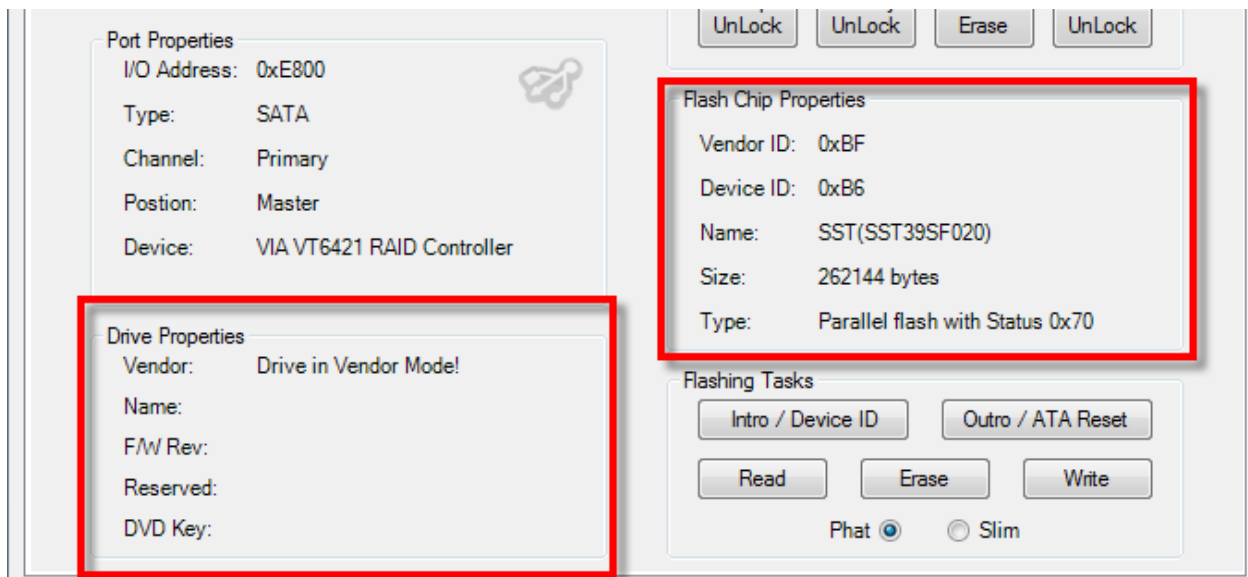 UnLock UnLock Erase UnLock
Port Properties
I/O Address: 0xE800
Type: SATA
Channel: Primary
Postion: Master
Device: VIA VT6421 RAID Controller
Drive Properties
Vendor: Drive in Vendor Mode!
Name:
F/W Rev:
Reserved:
DVD Key:
Flash Chip Properties
Vendor ID: 0xBF
Device ID: 0xB6
Name: SST(SST39SF020)
Size: 262144 bytes
Type: Parallel flash with Status 0x70
Flashing Tasks
Intro / Device ID Outro / ATA Reset
Read Erase Write
Phat Slim